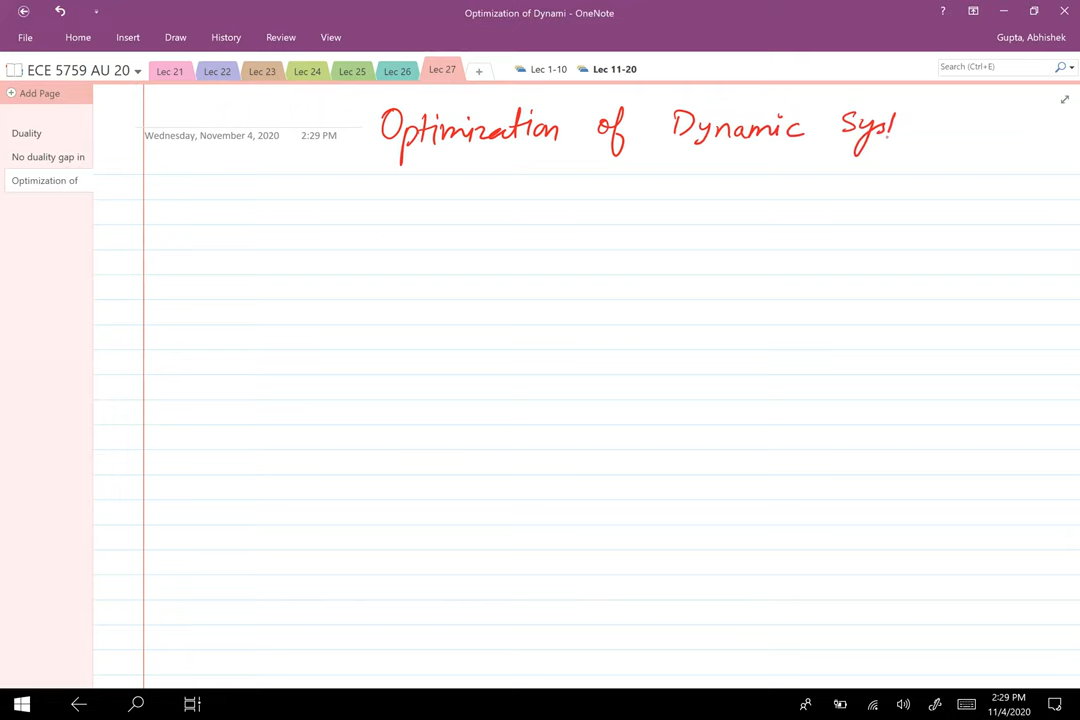 Optimization of Dynami - OneNote
?
File Home Insert Draw History Review View
Gupta, Abhishek
ECE 5759 AU 20 Lec 21 Lec 22 Lec 23 Lec 24 Lec 25 Lec 26 Lec 27 + Lec 1-10 Lec 11-20
Search (Ctrl+E)
Add Page
Optimization of Dynamic
Wednesday, November 4, 2020 2:29 PM
Duality
No duality gap in
Optimization of
2:29 PM
11/4/2020